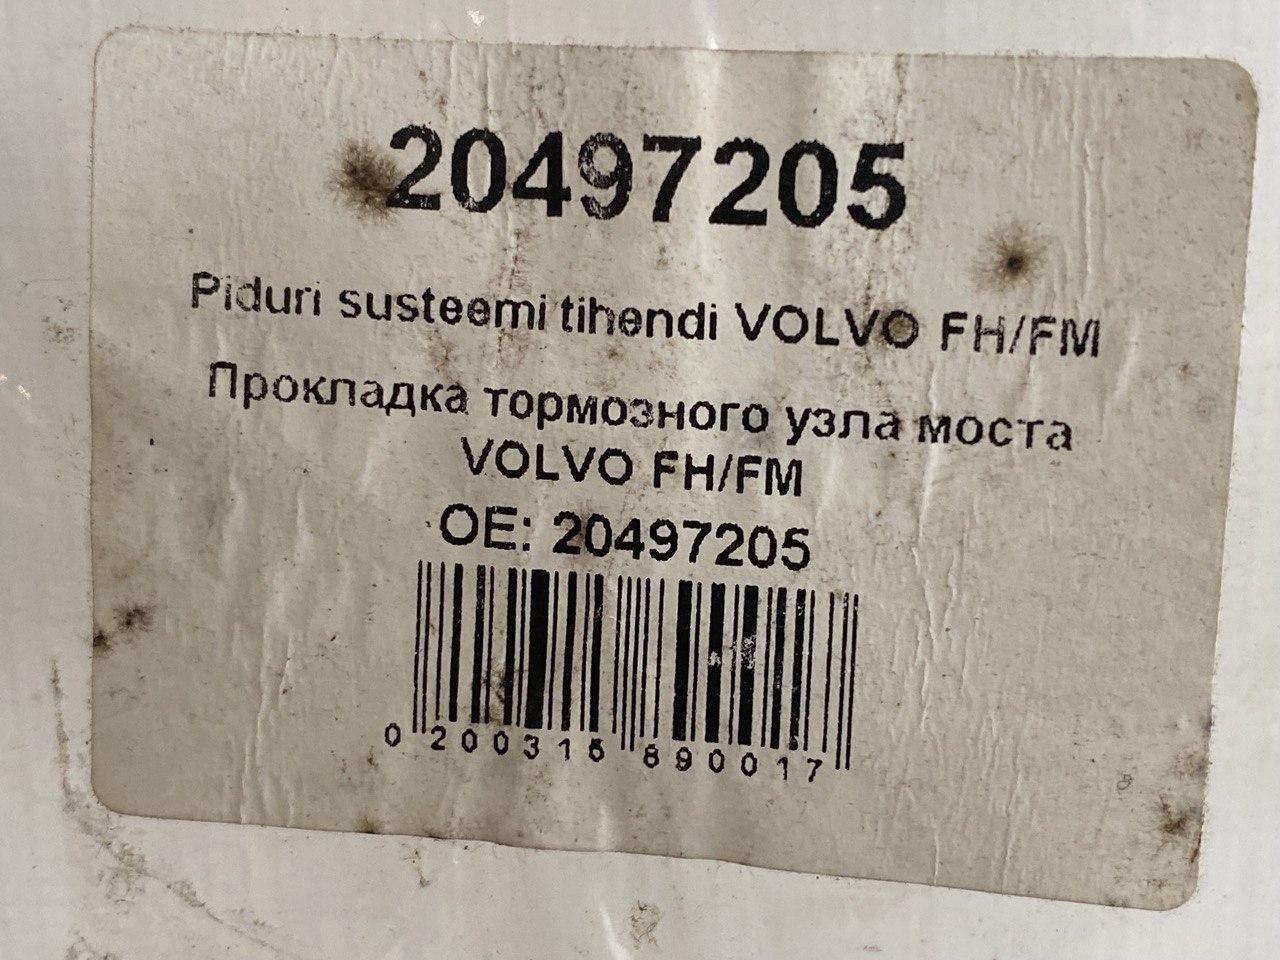 20497205
Piduri susteemi tihendi VOLVO FH/FM
Прокладка тормозного узла моста
VOLVO FH/FM
OE: 20497205
0 200315 890017